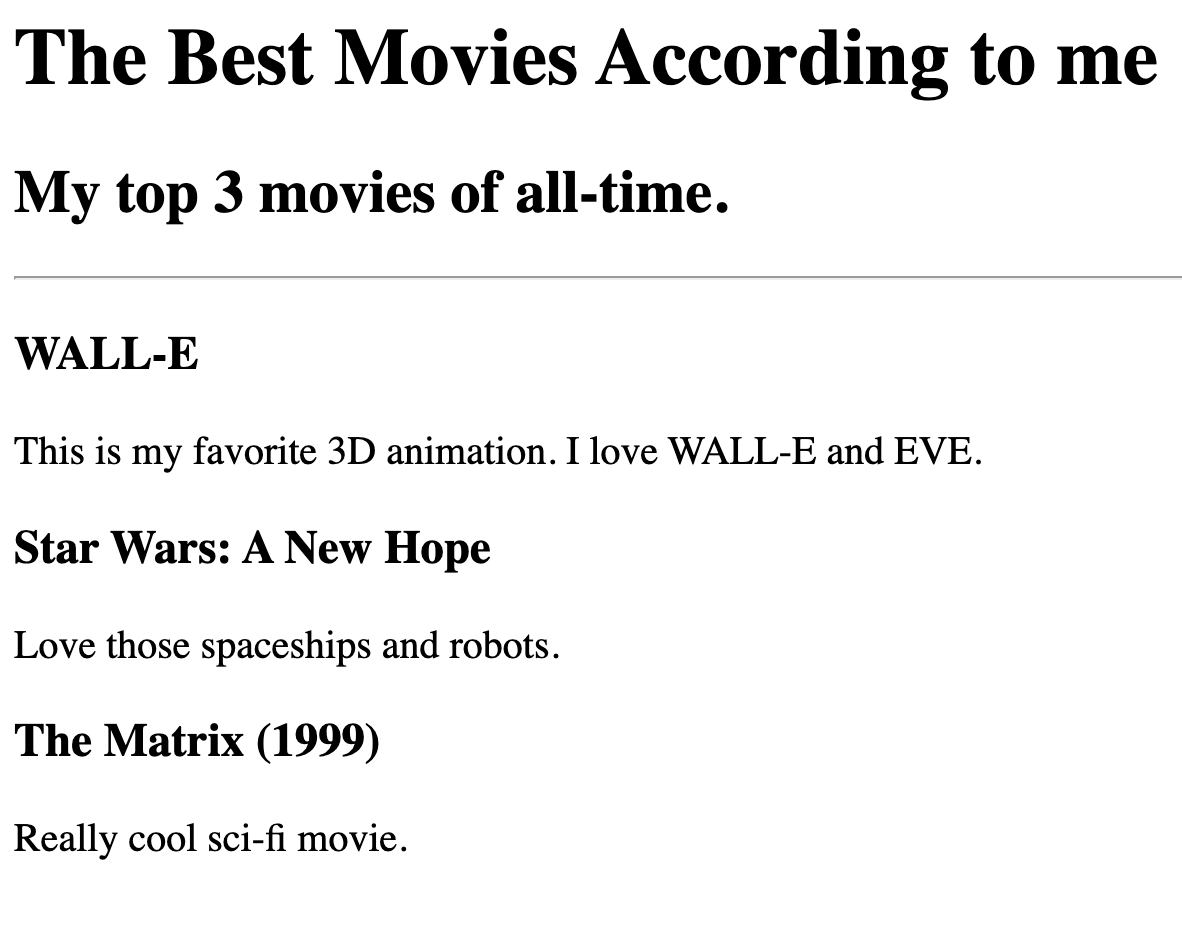 The Best Movies According to me
My top 3 movies of all-time.
WALL-E
This is my favorite 3D animation. I love WALL-E and EVE.
Star Wars: A New Hope
Love those spaceships and robots.
The Matrix (1999)
Really cool sci-fi movie.